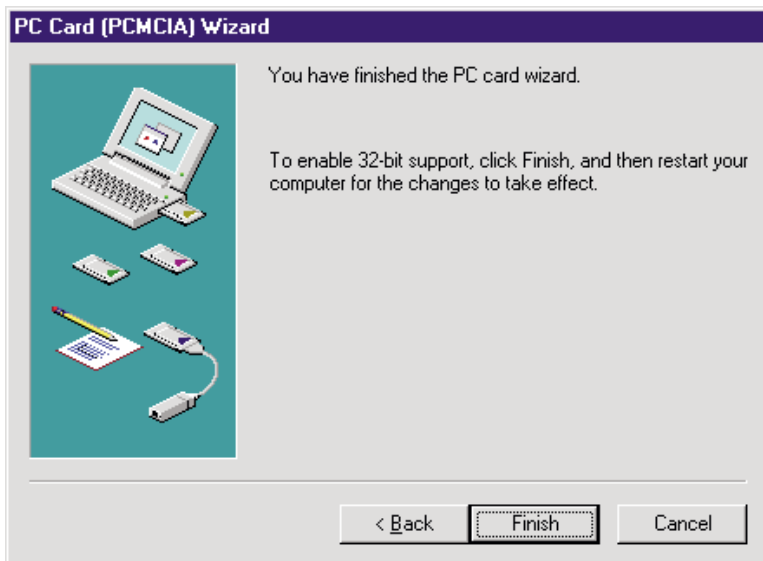 PC Card (PCMCIA) Wizard
You have finished the PC card wizard.
To enable 32-bit support, click Finish, and then restart your
computer for the changes to take effect.
< Back
Finish
Cancel